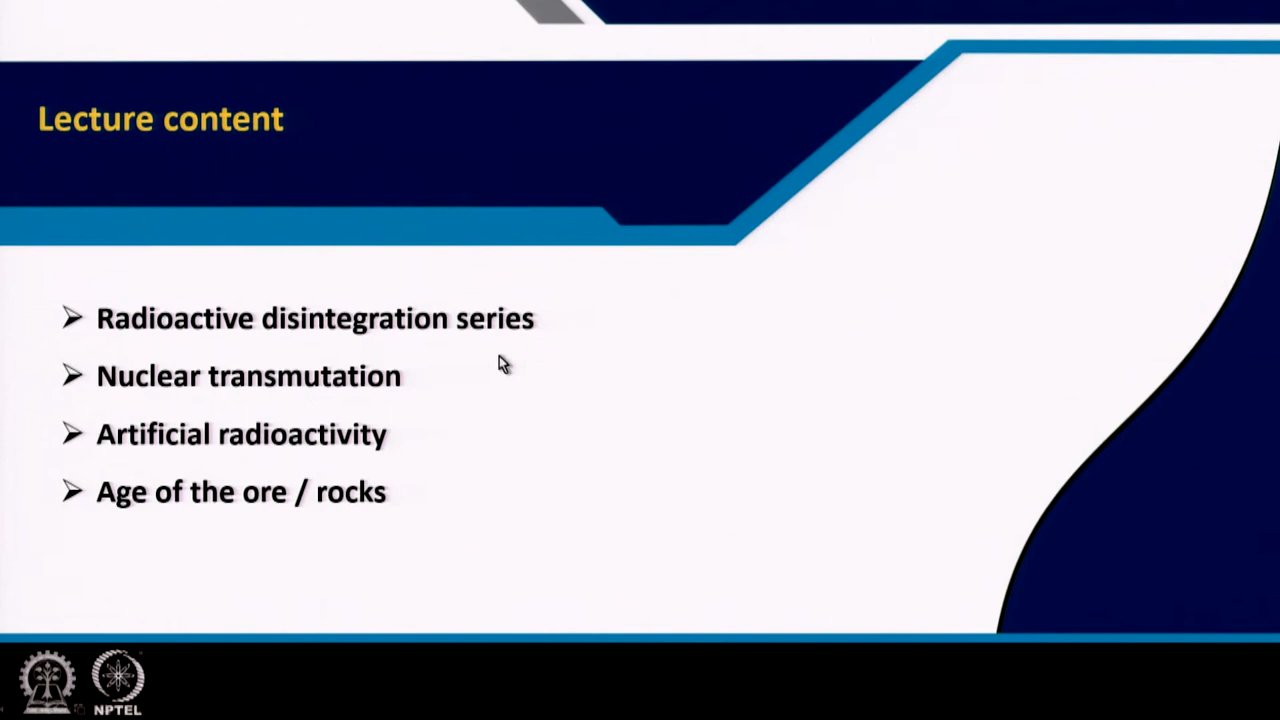 Lecture content
➢ Radioactive disintegration series
➢ Nuclear transmutation
➢ Artificial radioactivity
➢ Age of the ore / rocks
NPTEL